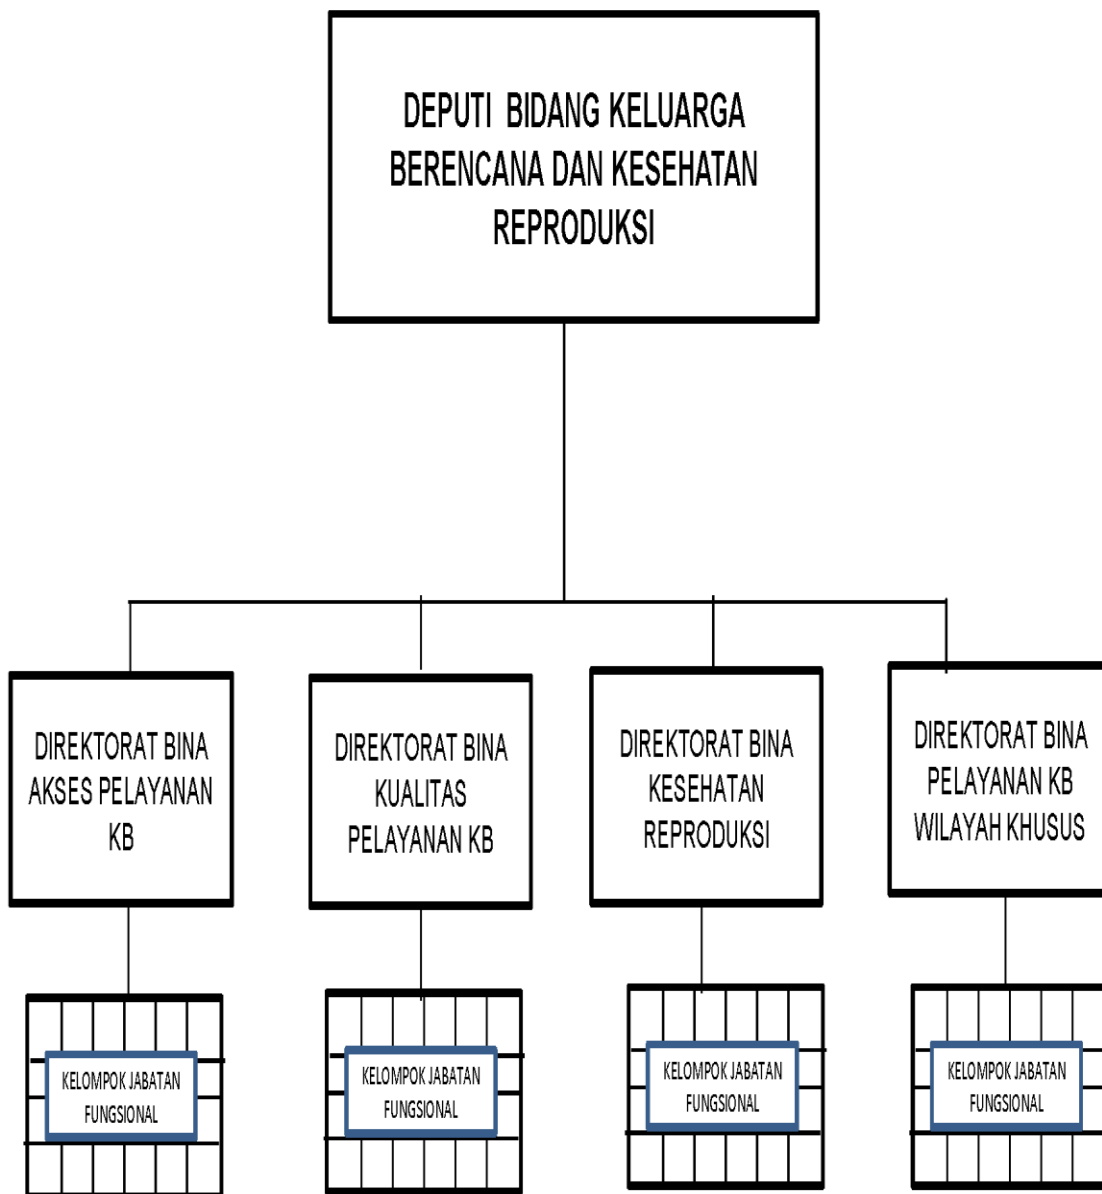 DEPUTI BIDANG KELUARGA
BERENCANA DAN KESEHATAN
REPRODUKSI
DIREKTORAT BINA
AKSES PELAYANAN
KB
DIREKTORAT BINA
KUALITAS
PELAYANAN KB
DIREKTORAT BINA
KESEHATAN
REPRODUKSI
DIREKTORAT BINA
PELAYANAN KB
WILAYAH KHUSUS
KELOMPOK JABATAN
FUNGSIONAL
KELOMPOK JABATAN
FUNGSIONAL
KELOMPOK JABATAN
FUNGSIONAL
KELOMPOK JABATAN
FUNGSIONAL